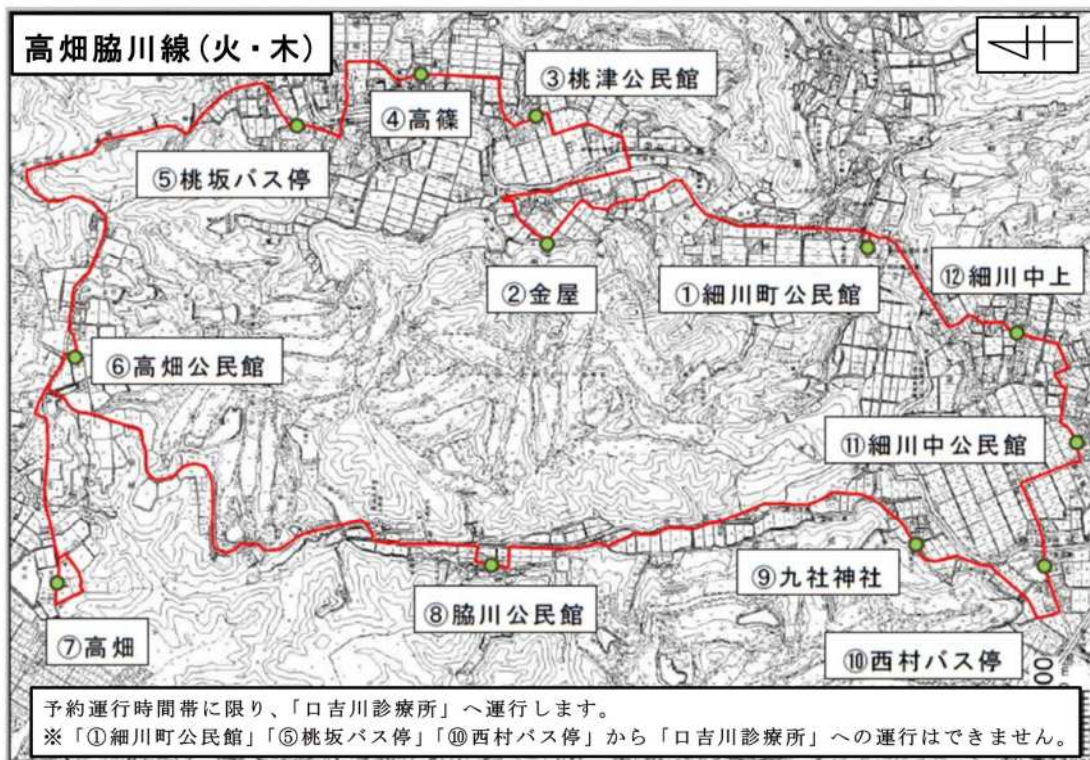 高畑脇川線(火・木)
③桃津公民館
④高篠
⑤桃坂バス停
②金屋
①細川町公民館
⑫細川中上
⑥高畑公民館
⑪細川中公民館
⑨九社神社
⑧脇川公民館
⑦高畑
⑩西村バス停
00
予約運行時間帯に限り、「口吉川診療所」へ運行します。
※「①細川町公民館」「⑤桃坂バス停」「⑩西村バス停」から「口吉川診療所」への運行はできません。